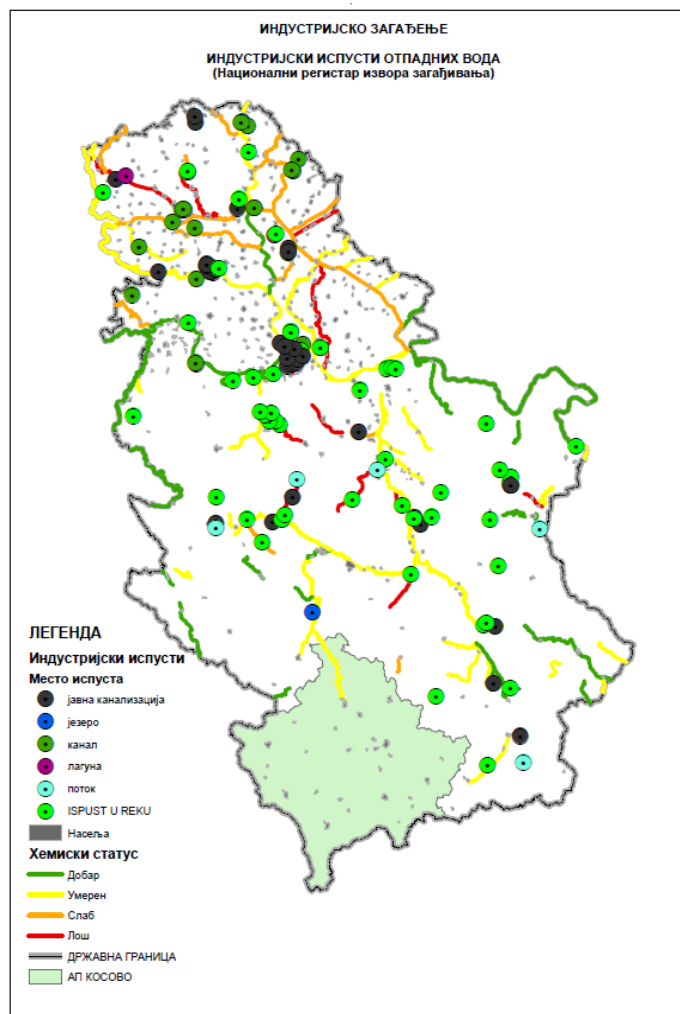 ИНДУСТРИЈСКО ЗАГАЂЕЊЕ
ИНДУСТРИЈСКИ ИСПУСТИ ОТПАДНИХ ВОДА
(Национални регистар извора загађивања)
ЛЕГЕНДА
Индустријски испусти
Место испуста
јавна канализација
језеро
канал
лагуна
поток
ISPUST U REKU
Насеља
Хемиски статус
Добар
Умерен
Слаб
Лош
ДРЖАВНА ГРАНИЦА
АП КОСОВО